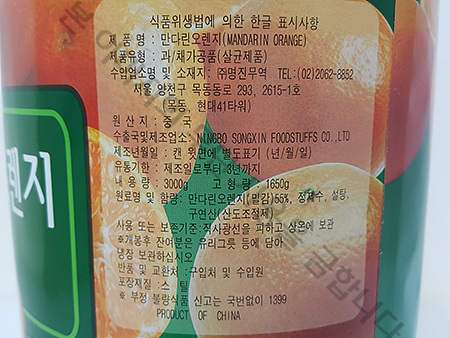 식품위생법에 의한 한글 표시사항
제 품 명 : 만다린오렌지(MANDARIN ORANGE)
제품유형 : 과/채가공품(살균제품)
수입업소명 및 소재지 : ㈜명진무역 TEL:(02)2062-8852
서울 양천구 목동동로 293, 2615-1호
(목동, 현대41타워)
원 산 지 : 중 국
수출국및제조업소: NINGBO SONGXIN FOODSTUFFS CO.,LTD
제조년월일 : 캔 윗면에 별도표기 (년/월/일)
유통기한 : 제조일로부터 3년까지
내 용 량 : 3000g 고 형 량 : 1650g
원료명 및 함량: 만다린오렌지(밀감)55%, 정제수, 설탕,
구연산(산도조절제)
사용 또는 보존기준:직사광선을 피하고 상온에 보관
※개봉후 잔여분은 유리그릇 등에 담아
냉장 보관하십시오
반품 및 교환처 : 구입처 및 수입원
포장재질 : 스 틸
※ 부정 불량식품 신고는 국번없이 1399
PRODUCT OF CHINA
렌지